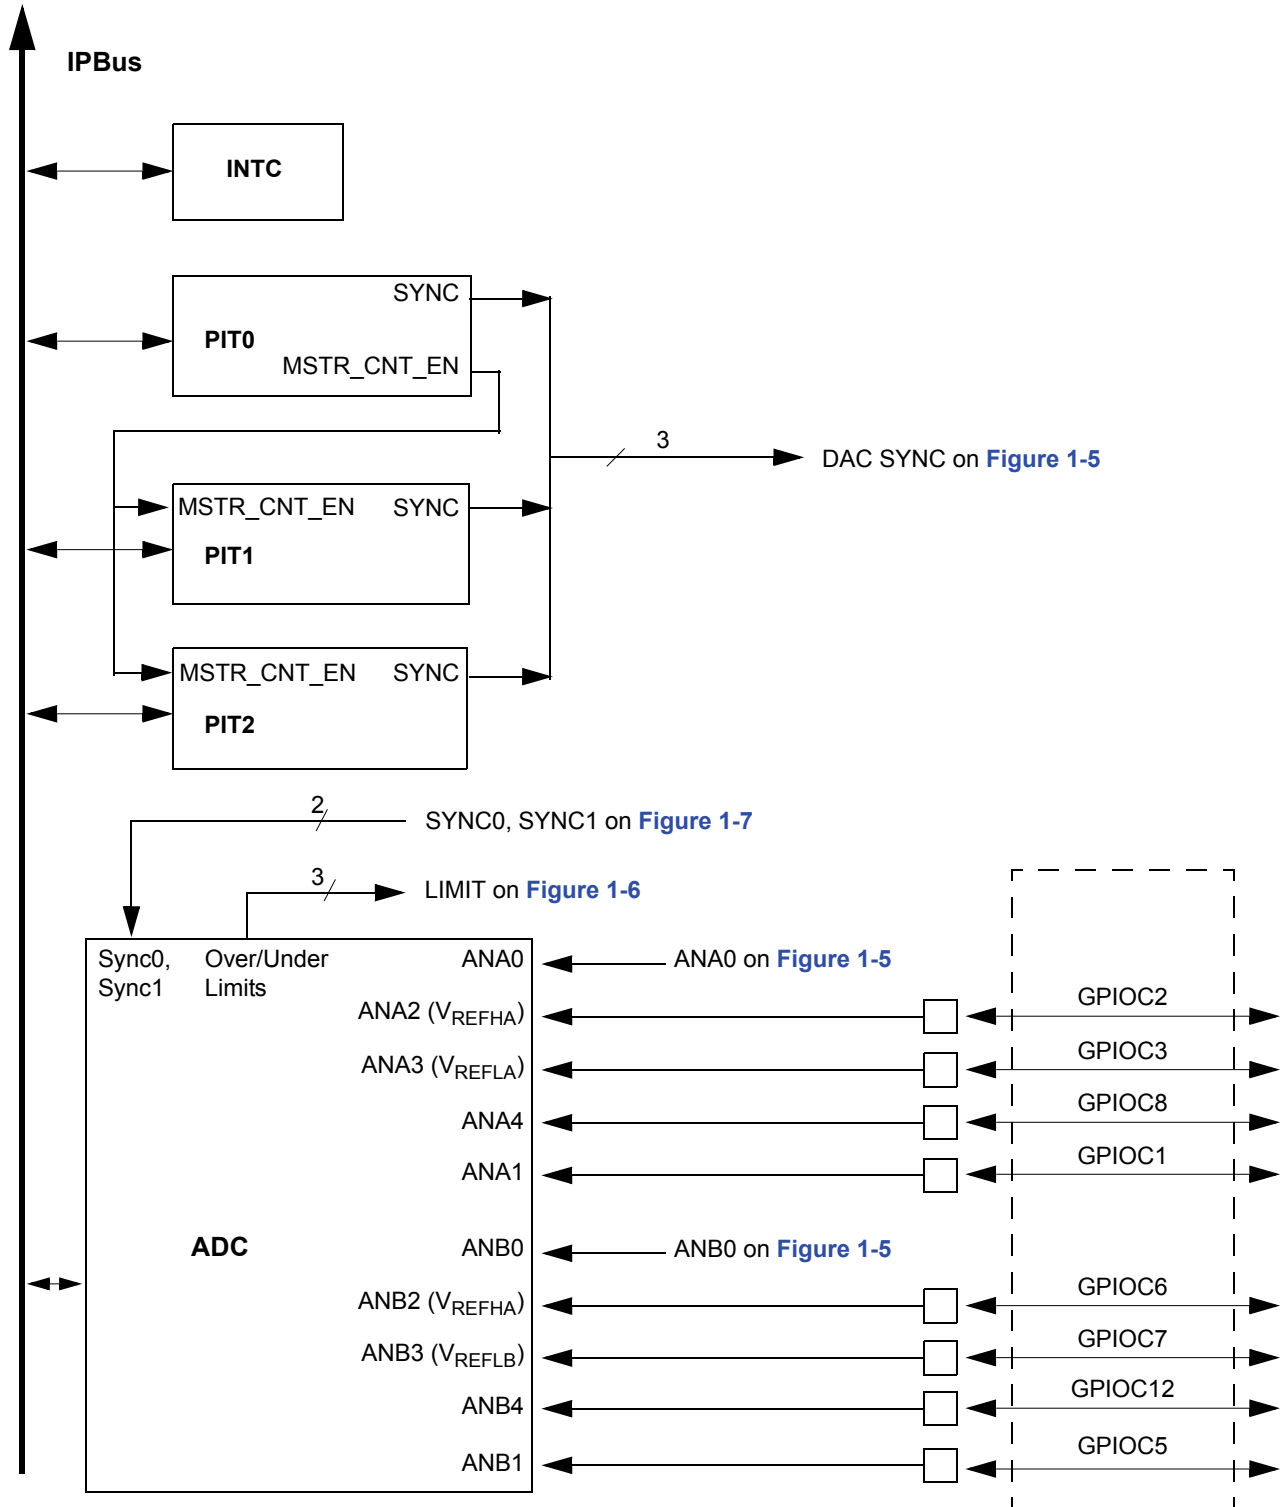 IPBus
INTC
SYNC
PIT0
MSTR_CNT_EN
3
DAC SYNC on Figure 1-5
MSTR_CNT_EN SYNC
PIT1
MSTR_CNT_EN SYNC
PIT2
2
SYNC0, SYNC1 on Figure 1-7
3
LIMIT on Figure 1-6
Sync0, Over/Under
Sync1 Limits
ANA0
ANA0 on Figure 1-5
ANA2 (VREFHA)
GPIOC2
ANA3 (VREFLA)
GPIOC3
ANA4
GPIOC8
ANA1
GPIOC1
ADC
ANB0
ANB0 on Figure 1-5
ANB2 (VREFHA)
GPIOC6
ANB3 (VREFLB)
GPIOC7
ANB4
GPIOC12
ANB1
GPIOC5